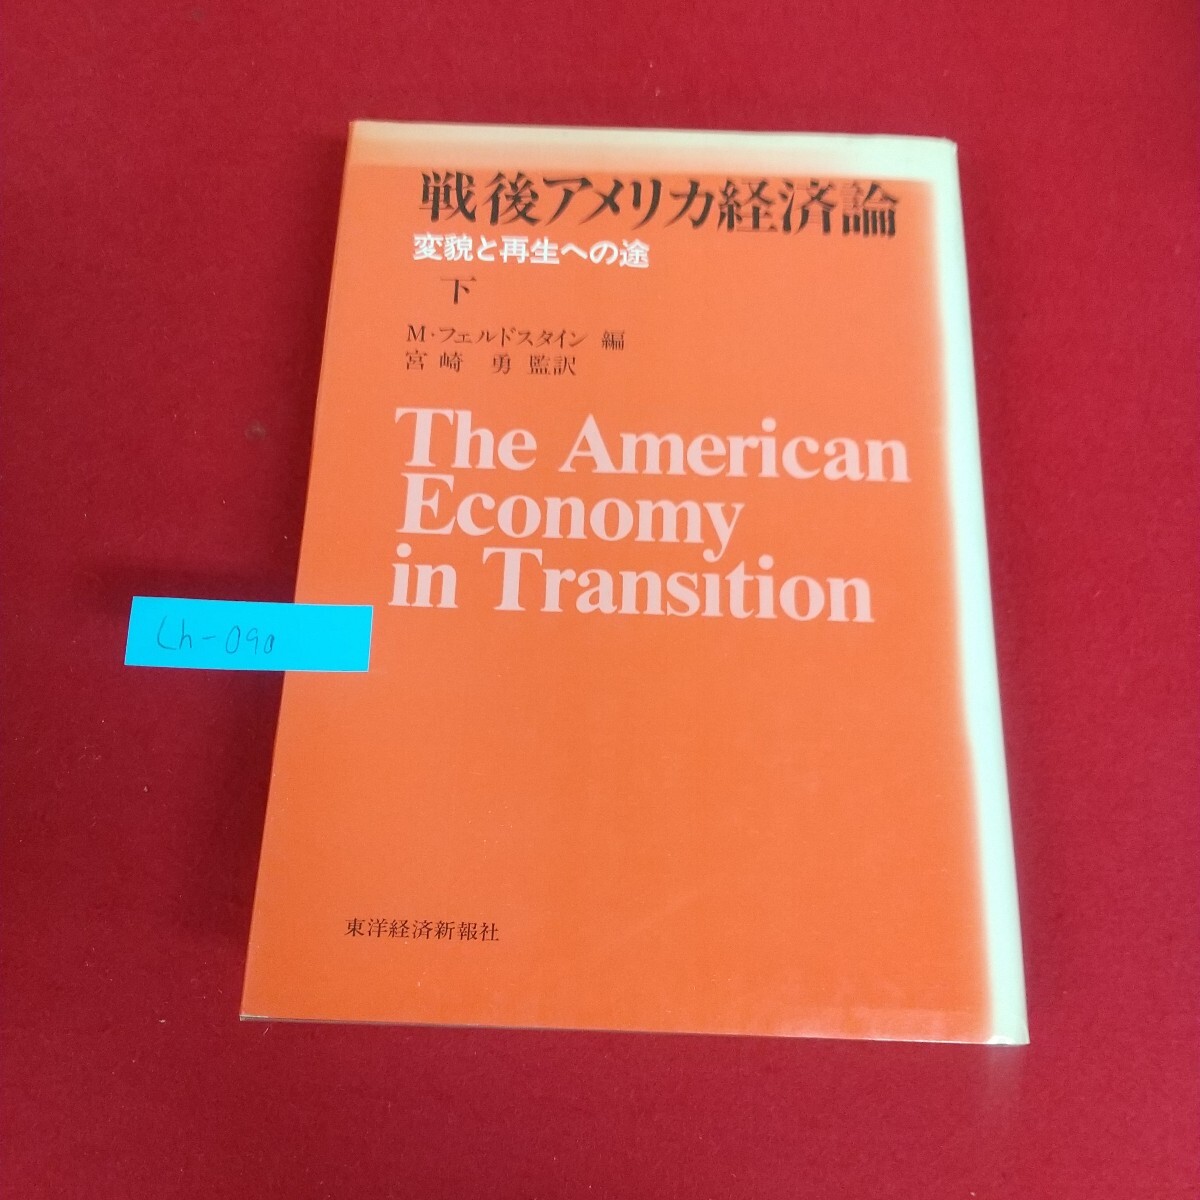 戦後アメリカ経済論
変貌と再生への途
下
M・フェルドスタイン 編
宮崎 勇 監訳
The American
Economy
in Transition
Lh-090
東洋経済新報社